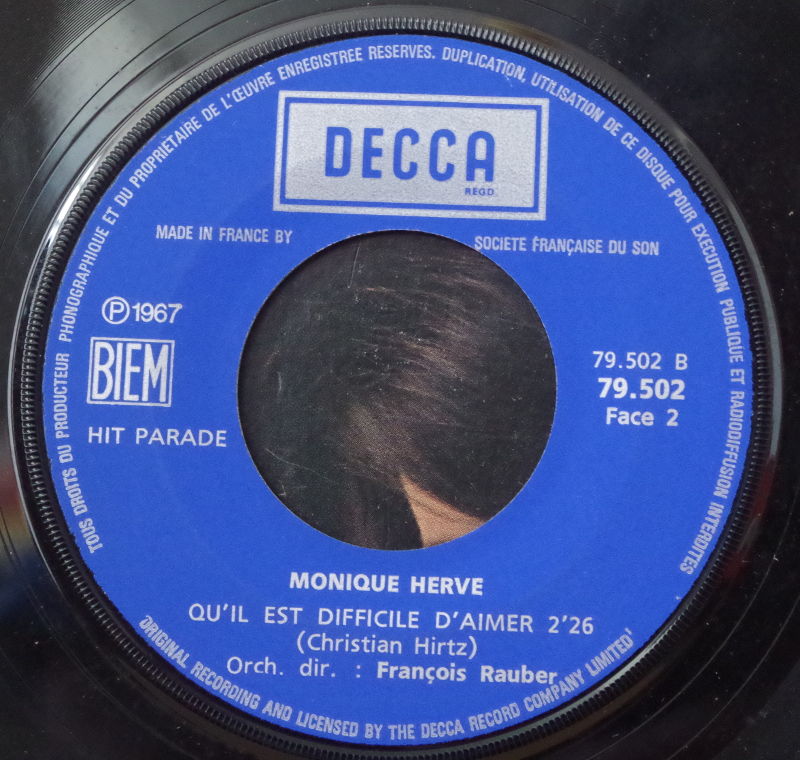 TOUS DROITS DU PRODUCTEUR PHONOGRAPHIQUE ET DU PROPRIETAIRE DE L'ŒUVRE ENREGISTREE RESERVES. DUPLICATION, UTILISATION DE CE DISQUE POUR EXECUTION PUBLIQUE ET RADIODIFFUSION INTERDITES
DECCA
REGD
MADE IN FRANCE BY SOCIETE FRANÇAISE DU SON
Ⓟ 1967
BIEM
HIT PARADE
79.502 B
79.502
Face 2
MONIQUE HERVE
QU'IL EST DIFFICILE D'AIMER 2'26
(Christian Hirtz)
Orch. dir. : François Rauber
'ORIGINAL RECORDING AND LICENSED BY THE DECCA RECORD COMPANY LIMITED'